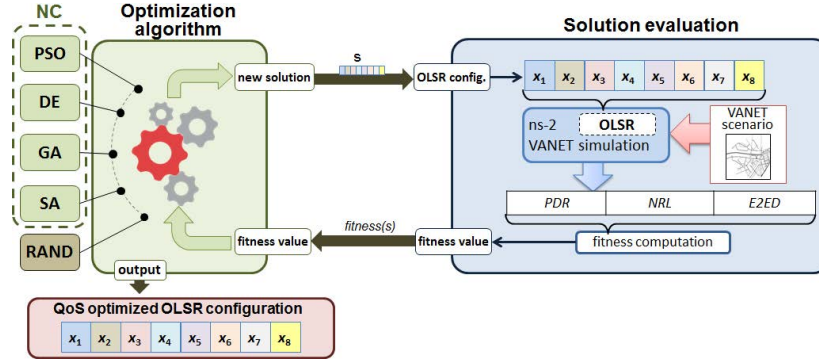 NC
Optimization
algorithm
Solution evaluation
PSO
DE
GA
SA
RAND
new solution
s
OLSR config.
x1 x2 x3 x4 x5 x6 x7 x8
ns-2 OLSR
VANET simulation
VANET
scenario
PDR NRL E2ED
fitness value
fitness(s)
fitness value
fitness computation
output
QoS optimized OLSR configuration
x1 x2 x3 x4 x5 x6 x7 x8